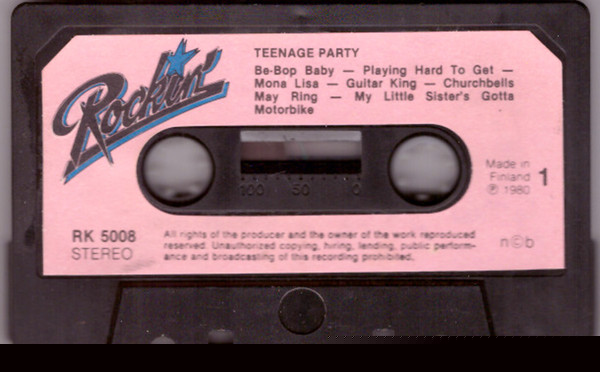 Rockin'
TEENAGE PARTY
Be-Bop Baby — Playing Hard To Get —
Mona Lisa — Guitar King — Churchbells
May Ring — My Little Sister's Gotta
Motorbike
100 50 0
Made in
Finland
℗ 1980
1
RK 5008
STEREO
All rights of the producer and the owner of the work reproduced
reserved. Unauthorized copying, hiring, lending, public perform-
ance and broadcasting of this recording prohibited.
n©b